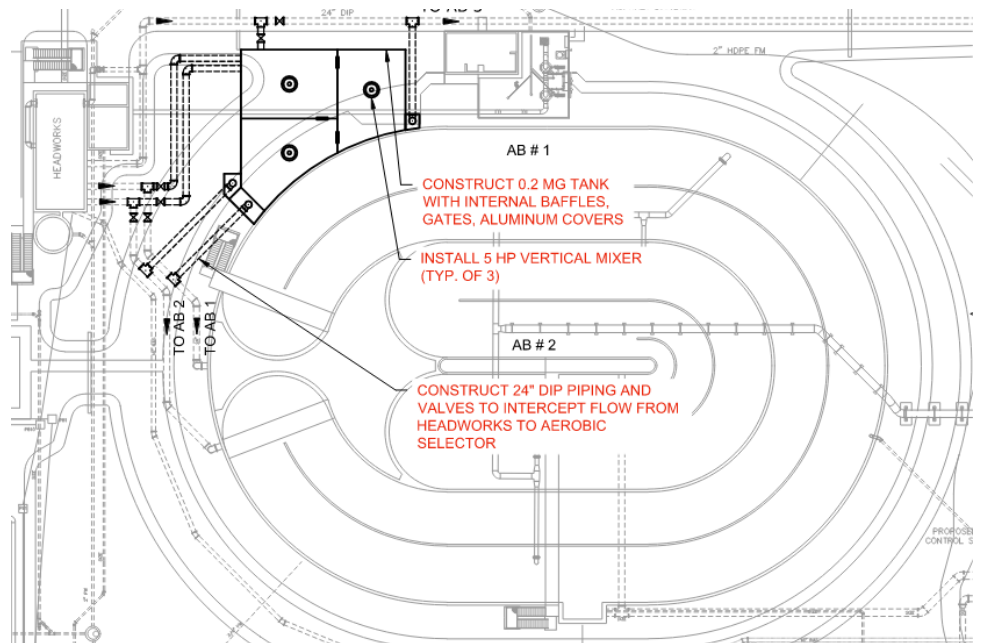 24" DIP
TO AB 3
2" HDPE FM
HEADWORKS
AB # 1
CONSTRUCT 0.2 MG TANK
WITH INTERNAL BAFFLES,
GATES, ALUMINUM COVERS
INSTALL 5 HP VERTICAL MIXER
(TYP. OF 3)
TO AB 2
TO AB 1
AB # 2
CONSTRUCT 24" DIP PIPING AND
VALVES TO INTERCEPT FLOW FROM
HEADWORKS TO AEROBIC
SELECTOR
PROPOSE
CONTROL S